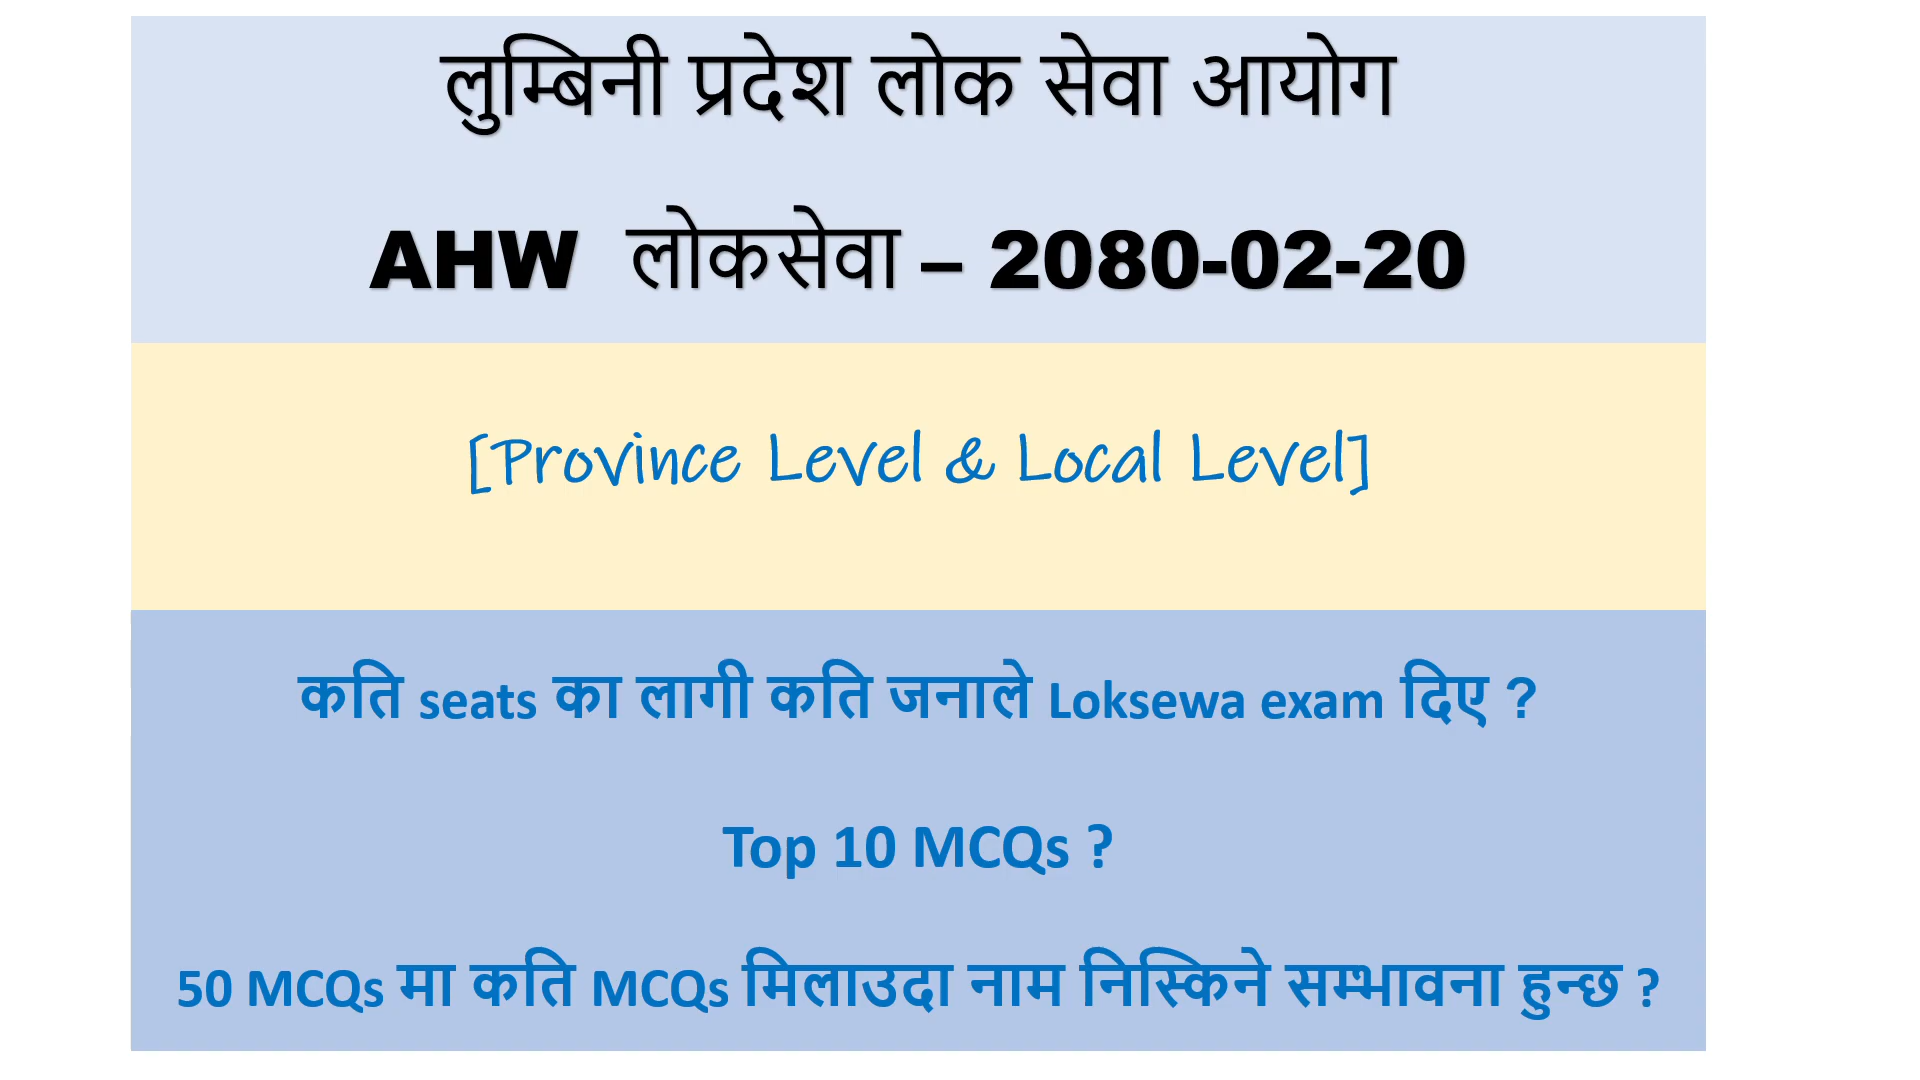 लुम्बिनी प्रदेश लोक सेवा आयोग
AHW लोकसेवा – 2080-02-20
[Province Level & Local Level]
कति seats का लागी कति जनाले Loksewa exam दिए ?
Top 10 MCQs ?
50 MCQs मा कति MCQs मिलाउदा नाम निस्किने सम्भावना हुन्छ ?